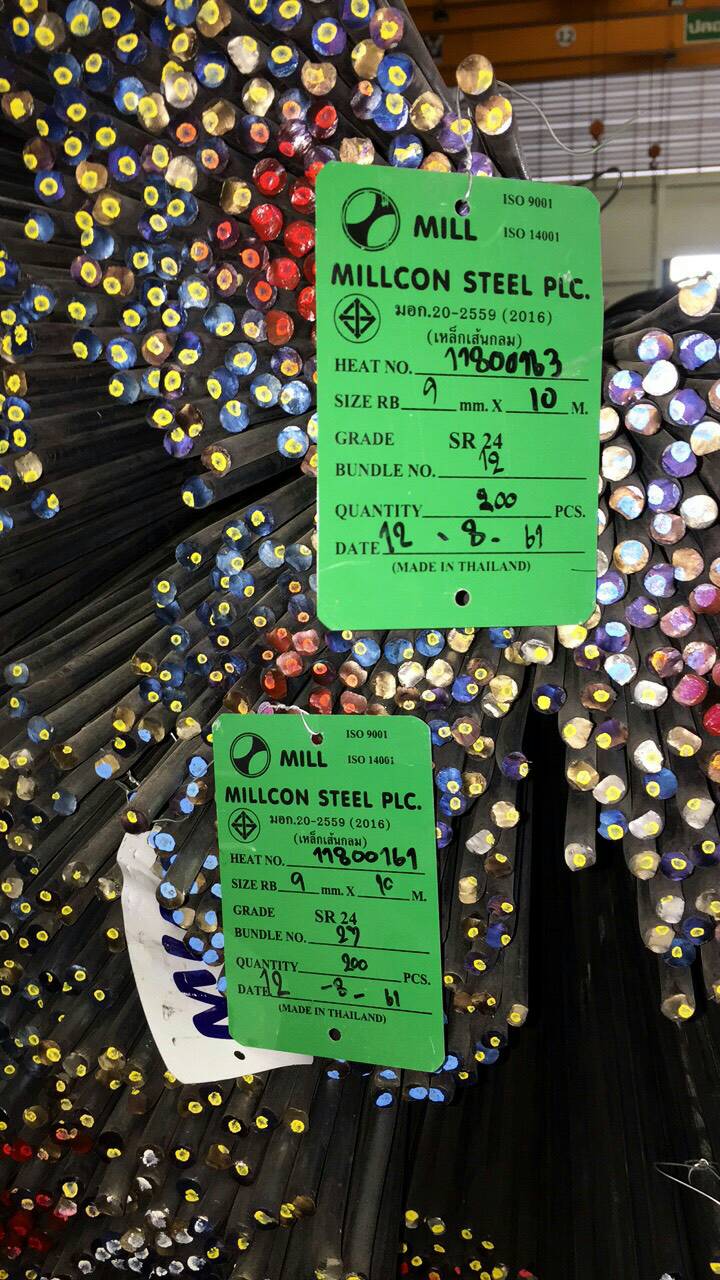 ISO 9001
MILL ISO 14001
MILLCON STEEL PLC.
มอก.20-2559 (2016)
(เหล็กเส้นกลม)
HEAT NO. 11800163
SIZE RB 9 mm. X 10 M.
GRADE SR 24
BUNDLE NO. 12
QUANTITY 200 PCS.
DATE 12 - 8 - 61
(MADE IN THAILAND)
ISO 9001
MILL ISO 14001
MILLCON STEEL PLC.
มอก.20-2559 (2016)
(เหล็กเส้นกลม)
HEAT NO. 11800161
SIZE RB 9 mm. X 10 M.
GRADE SR 24
BUNDLE NO. 27
QUANTITY 200 PCS.
DATE 12 - 8 - 61
(MADE IN THAILAND)
12